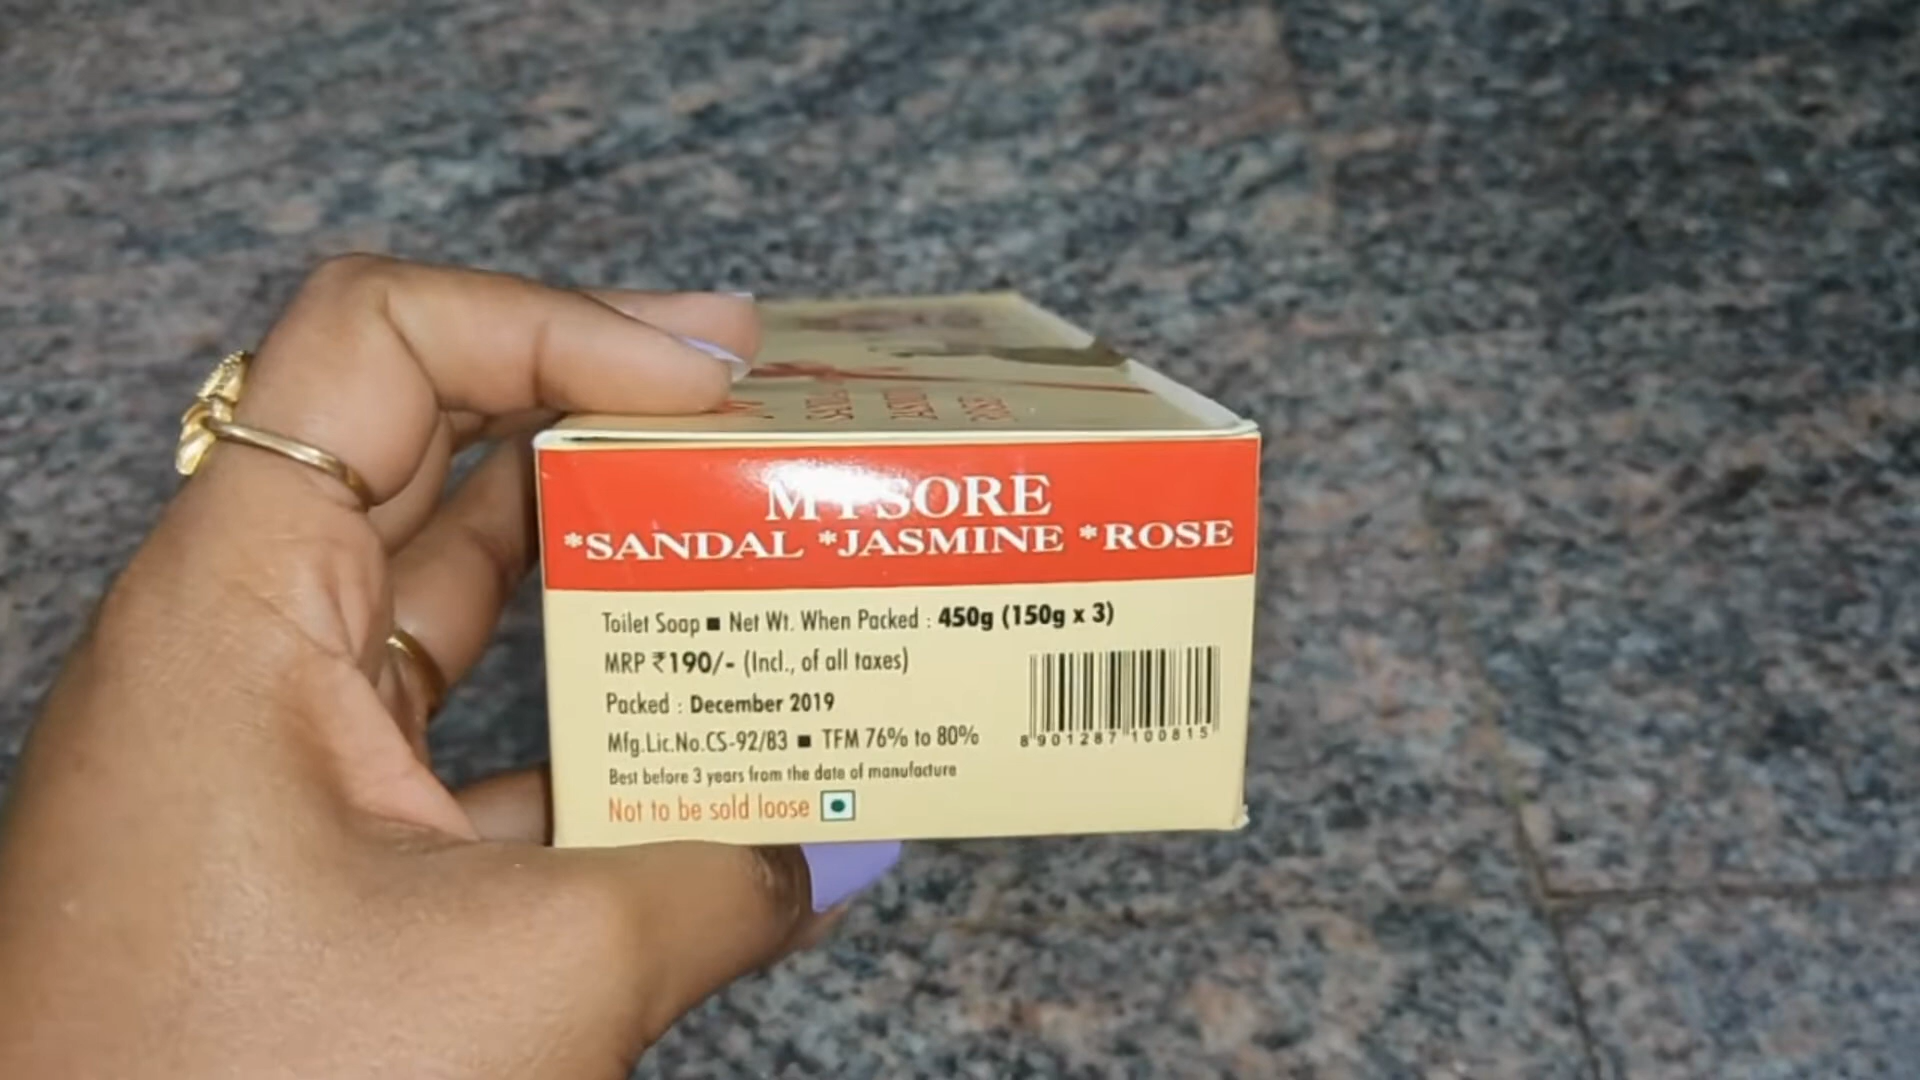 MYSORE
*SANDAL *JASMINE *ROSE
Toilet Soap ■ Net Wt. When Packed : 450g (150g x 3)
MRP ₹190/- (Incl., of all taxes)
Packed : December 2019
Mfg.Lic.No.CS-92/83 ■ TFM 76% to 80%
8 901287 100815
Best before 3 years from the date of manufacture
Not to be sold loose